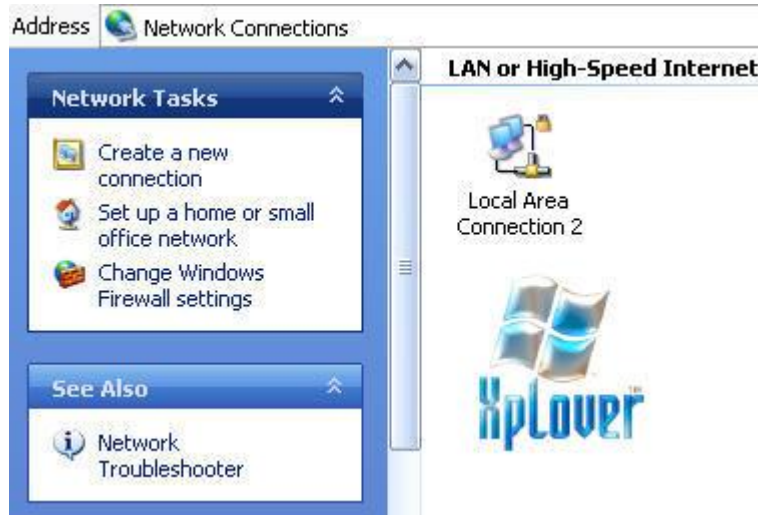 Address Network Connections
Network Tasks
Create a new
connection
Set up a home or small
office network
Change Windows
Firewall settings
See Also
Network
Troubleshooter
LAN or High-Speed Internet
Local Area
Connection 2
XpLover™